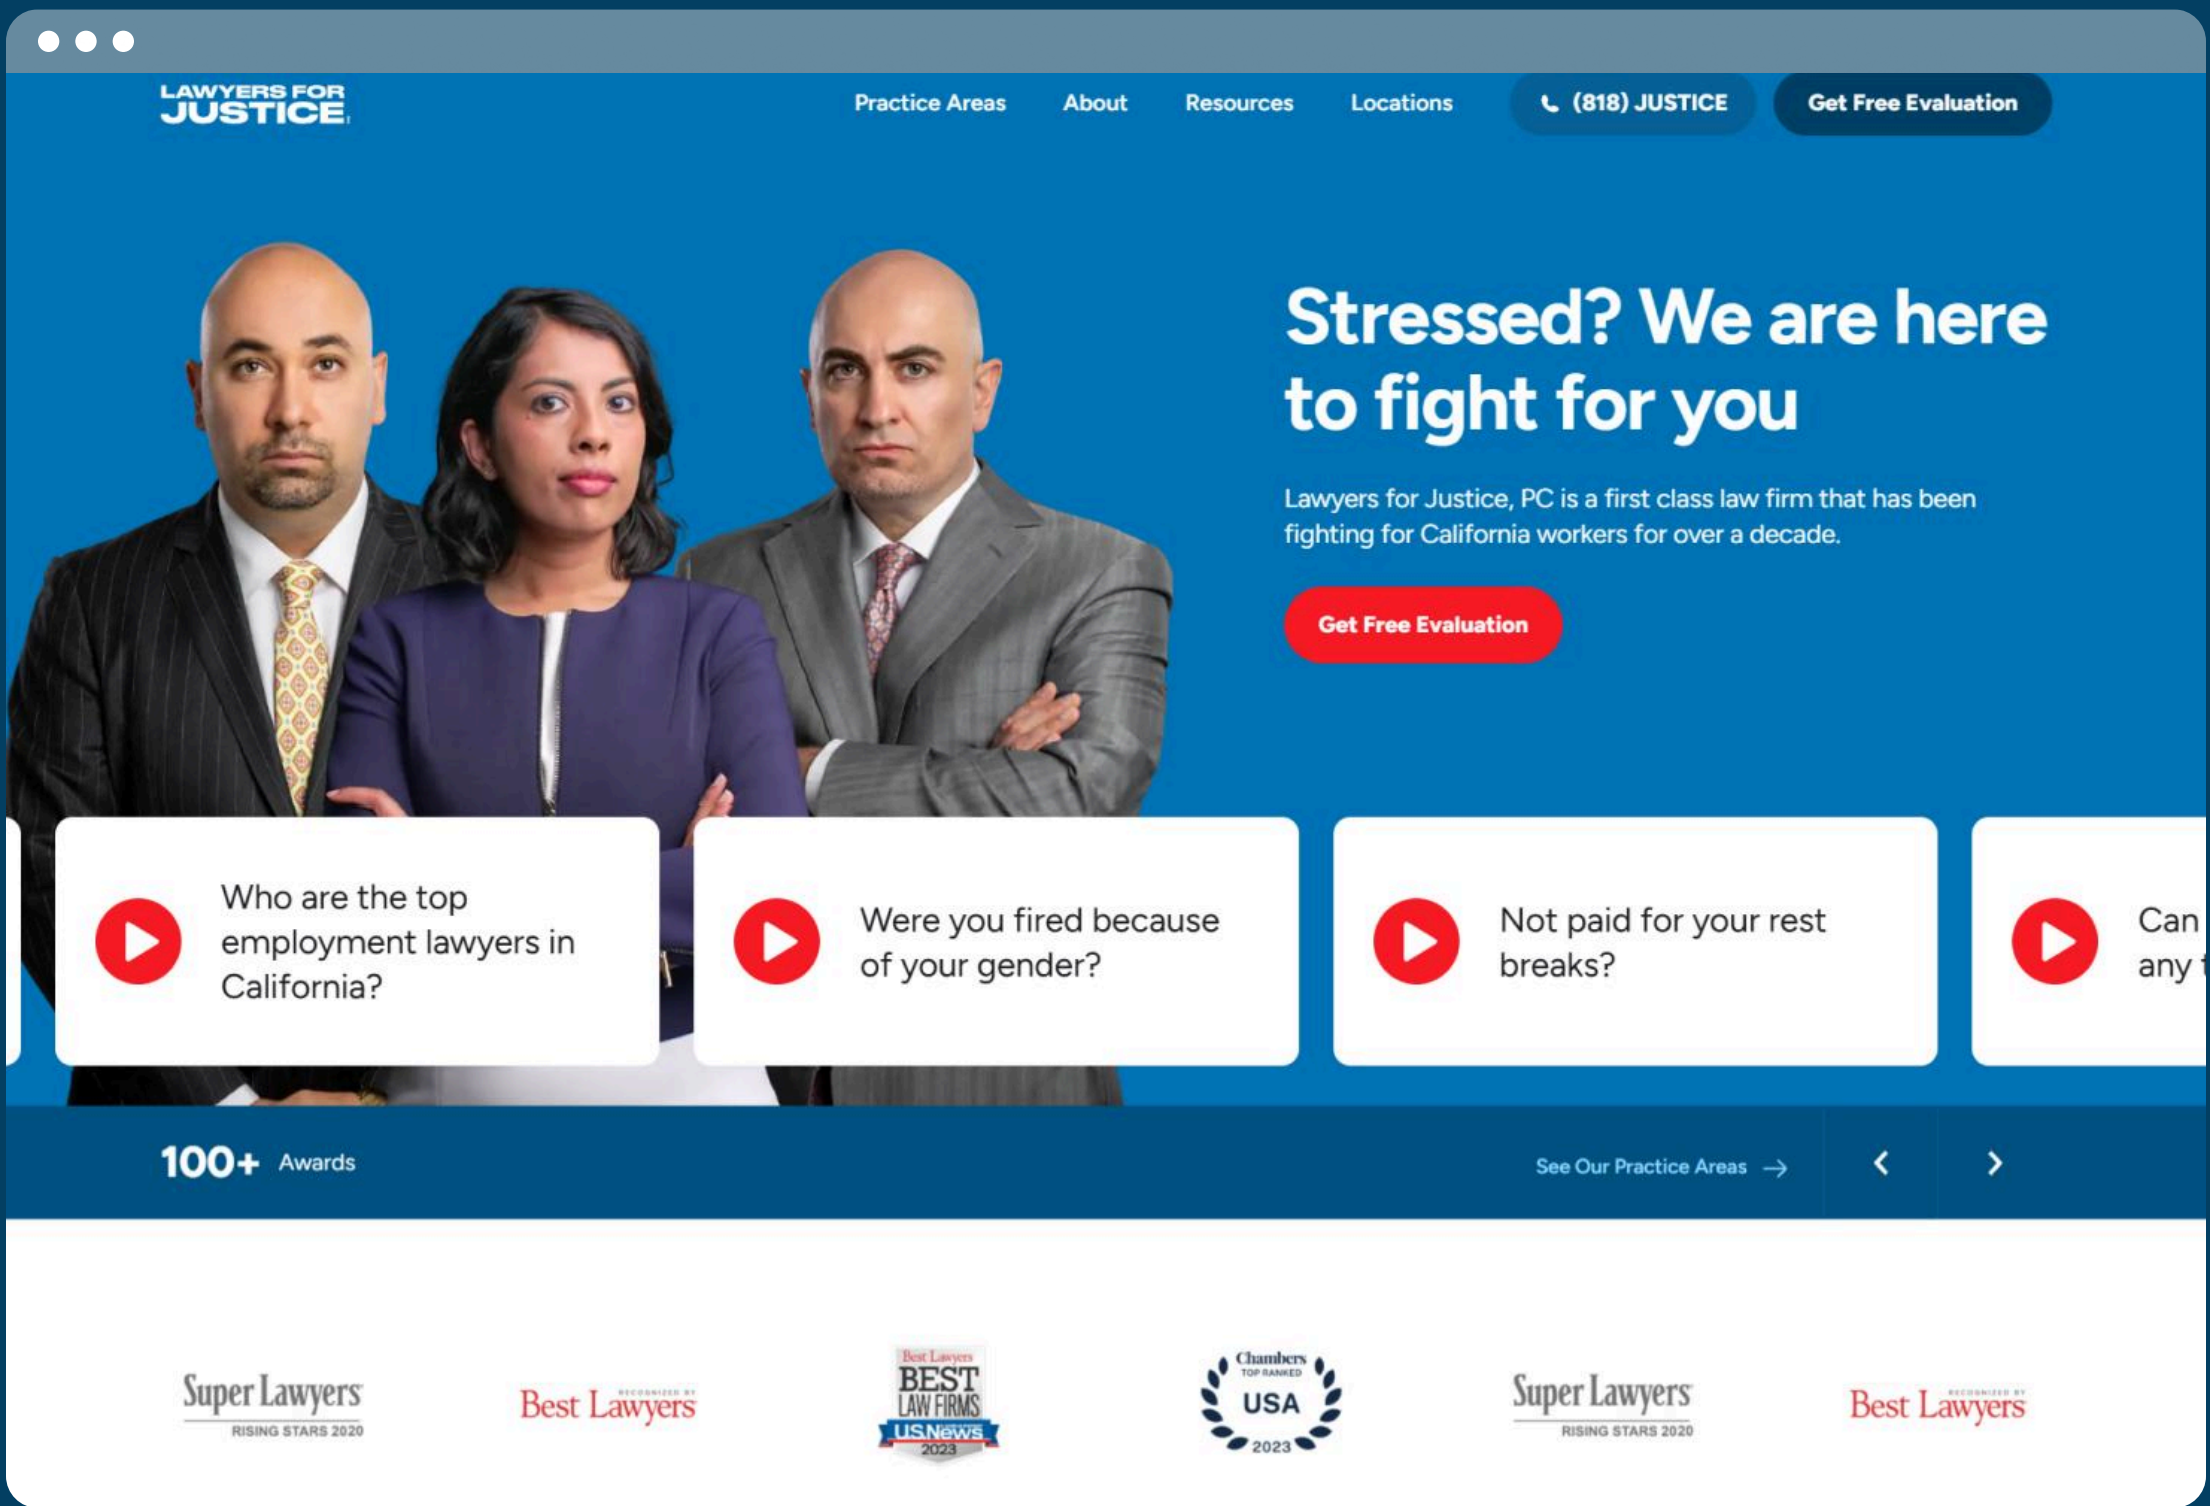 LAWYERS FOR
JUSTICE
Practice Areas
About
Resources
Locations
(818) JUSTICE
Get Free Evaluation
Stressed? We are here
to fight for you
Lawyers for Justice, PC is a first class law firm that has been
fighting for California workers for over a decade.
Get Free Evaluation
Who are the top
employment lawyers in
California?
Were you fired because
of your gender?
Not paid for your rest
breaks?
Can
any
100+ Awards
See Our Practice Areas
Super Lawyers
RISING STARS 2020
RECOGNIZED BY
Best Lawyers
Best Lawyers
BEST
LAW FIRMS
U.S.News
2023
Chambers
TOP RANKED
USA
2023
Super Lawyers
RISING STARS 2020
RECOGNIZED BY
Best Lawyers